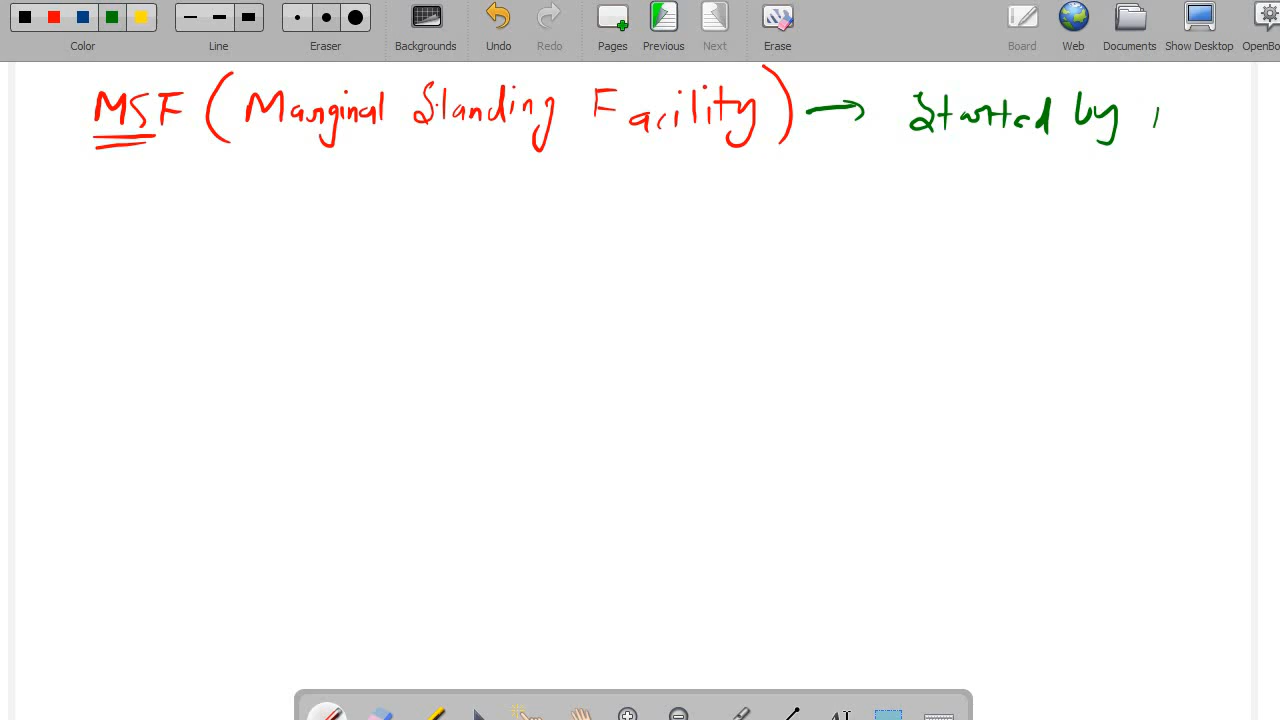 Color Line Eraser Backgrounds Undo Redo Pages Previous Next Erase Board Web Documents Show Desktop OpenBo
MSF (Marginal Standing Facility) → Started by